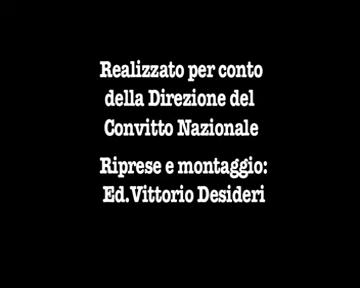 Realizzato per conto
della Direzione del
Convitto Nazionale
Riprese e montaggio:
Ed.Vittorio Desideri